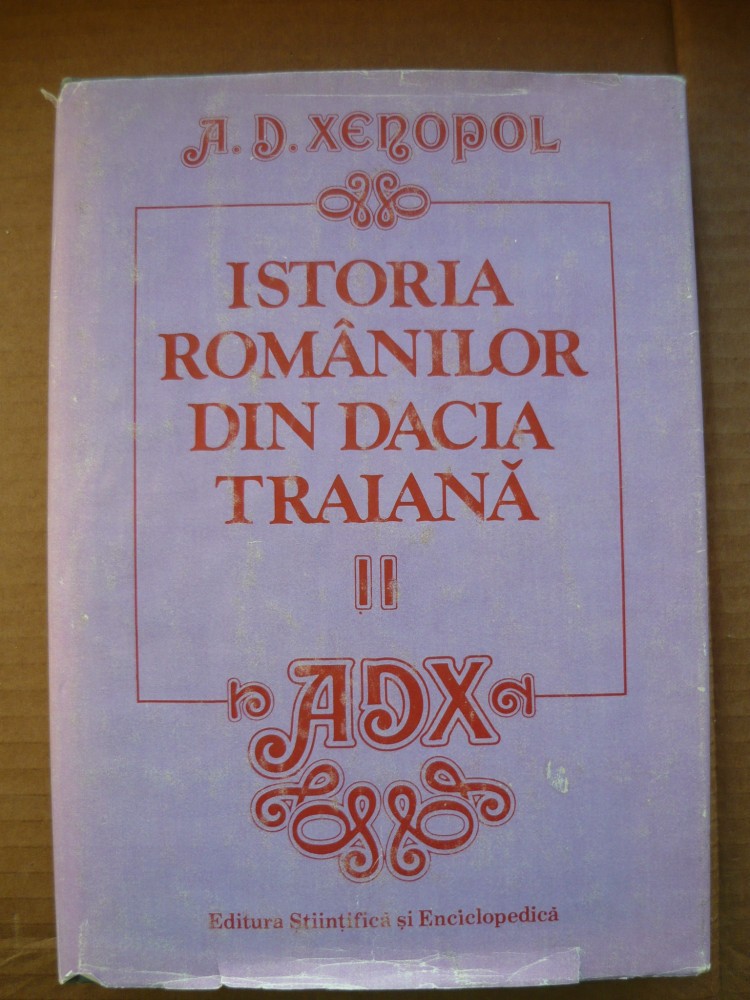 A. D. XENOPOL
ISTORIA
ROMÂNILOR
DIN DACIA
TRAIANĂ
II
ADX
Editura Științifică și Enciclopedică